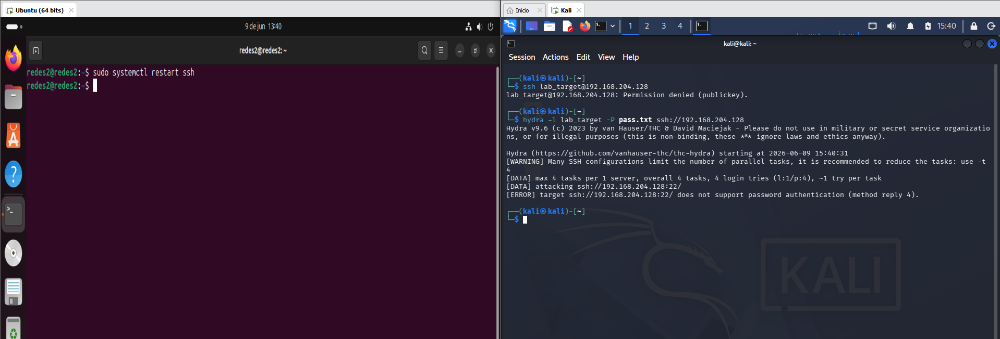 Ubuntu (64 bits)
9 de jun 13:40
redes2@redes2: ~
redes2@redes2:~$ sudo systemctl restart ssh
redes2@redes2:~$
Inicio
Kali
1 2 3 4
15:40
kali@kali: ~
Session Actions Edit View Help
┌──(kali㉿kali)-[~]
└─$ ssh lab_target@192.168.204.128
lab_target@192.168.204.128: Permission denied (publickey).
┌──(kali㉿kali)-[~]
└─$ hydra -l lab_target -P pass.txt ssh://192.168.204.128
Hydra v9.6 (c) 2023 by van Hauser/THC & David Maciejak - Please do not use in military or secret service organizatio
ns, or for illegal purposes (this is non-binding, these *** ignore laws and ethics anyway).
Hydra (https://github.com/vanhauser-thc/thc-hydra) starting at 2026-06-09 15:40:31
[WARNING] Many SSH configurations limit the number of parallel tasks, it is recommended to reduce the tasks: use -t
4
[DATA] max 4 tasks per 1 server, overall 4 tasks, 4 login tries (l:1/p:4), ~1 try per task
[DATA] attacking ssh://192.168.204.128:22/
[ERROR] target ssh://192.168.204.128:22/ does not support password authentication (method reply 4).
┌──(kali㉿kali)-[~]
└─$
KALI